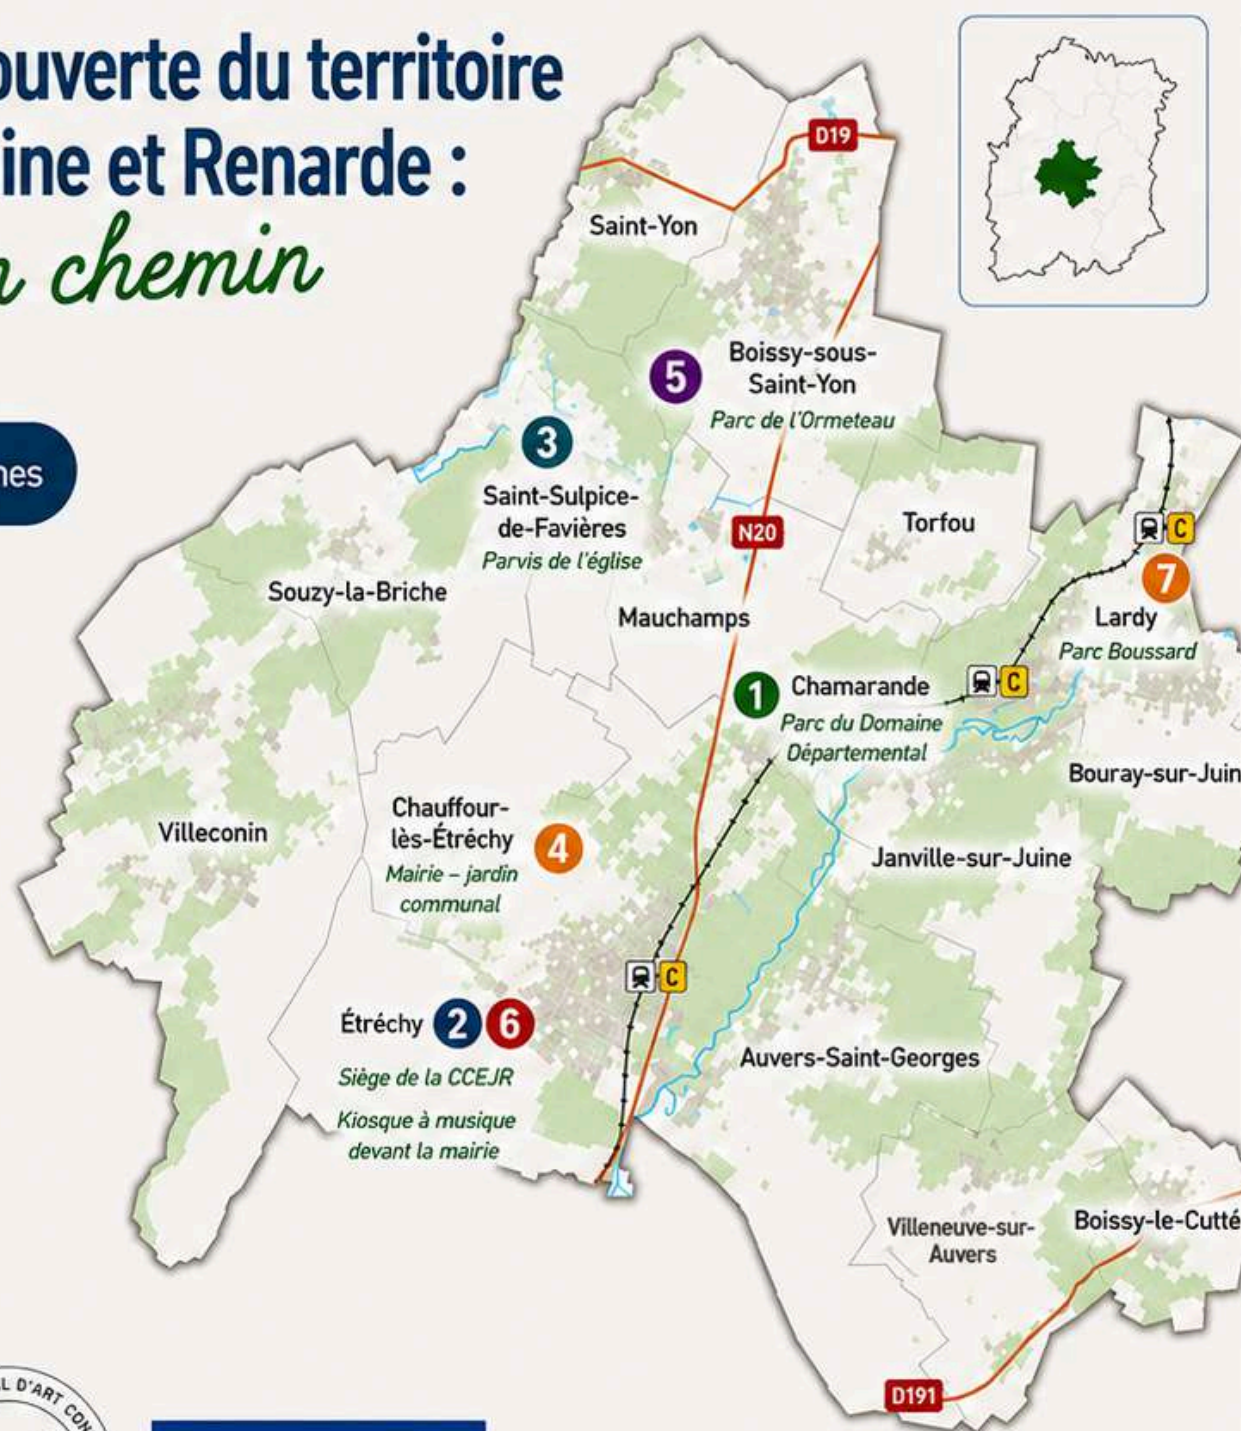 ouverte du territoire
ine et Renarde :
chemin
nes
D19
Saint-Yon
5
Boissy-sous-
Saint-Yon
Parc de l'Ormeteau
3
Saint-Sulpice-
de-Favières
Parvis de l'église
N20
Torfou
C
7
Lardy
Parc Boussard
Souzy-la-Briche
Mauchamps
1
Chamarande
Parc du Domaine
Départemental
C
Bouray-sur-Juin
Chauffour-
lès-Étréchy
4
Mairie – jardin
communal
Villeconin
Janville-sur-Juine
C
Étréchy 2 6
Siège de la CCEJR
Kiosque à musique
devant la mairie
Auvers-Saint-Georges
Villeneuve-sur-
Auvers
Boissy-le-Cutté
D191
L D'ART CON